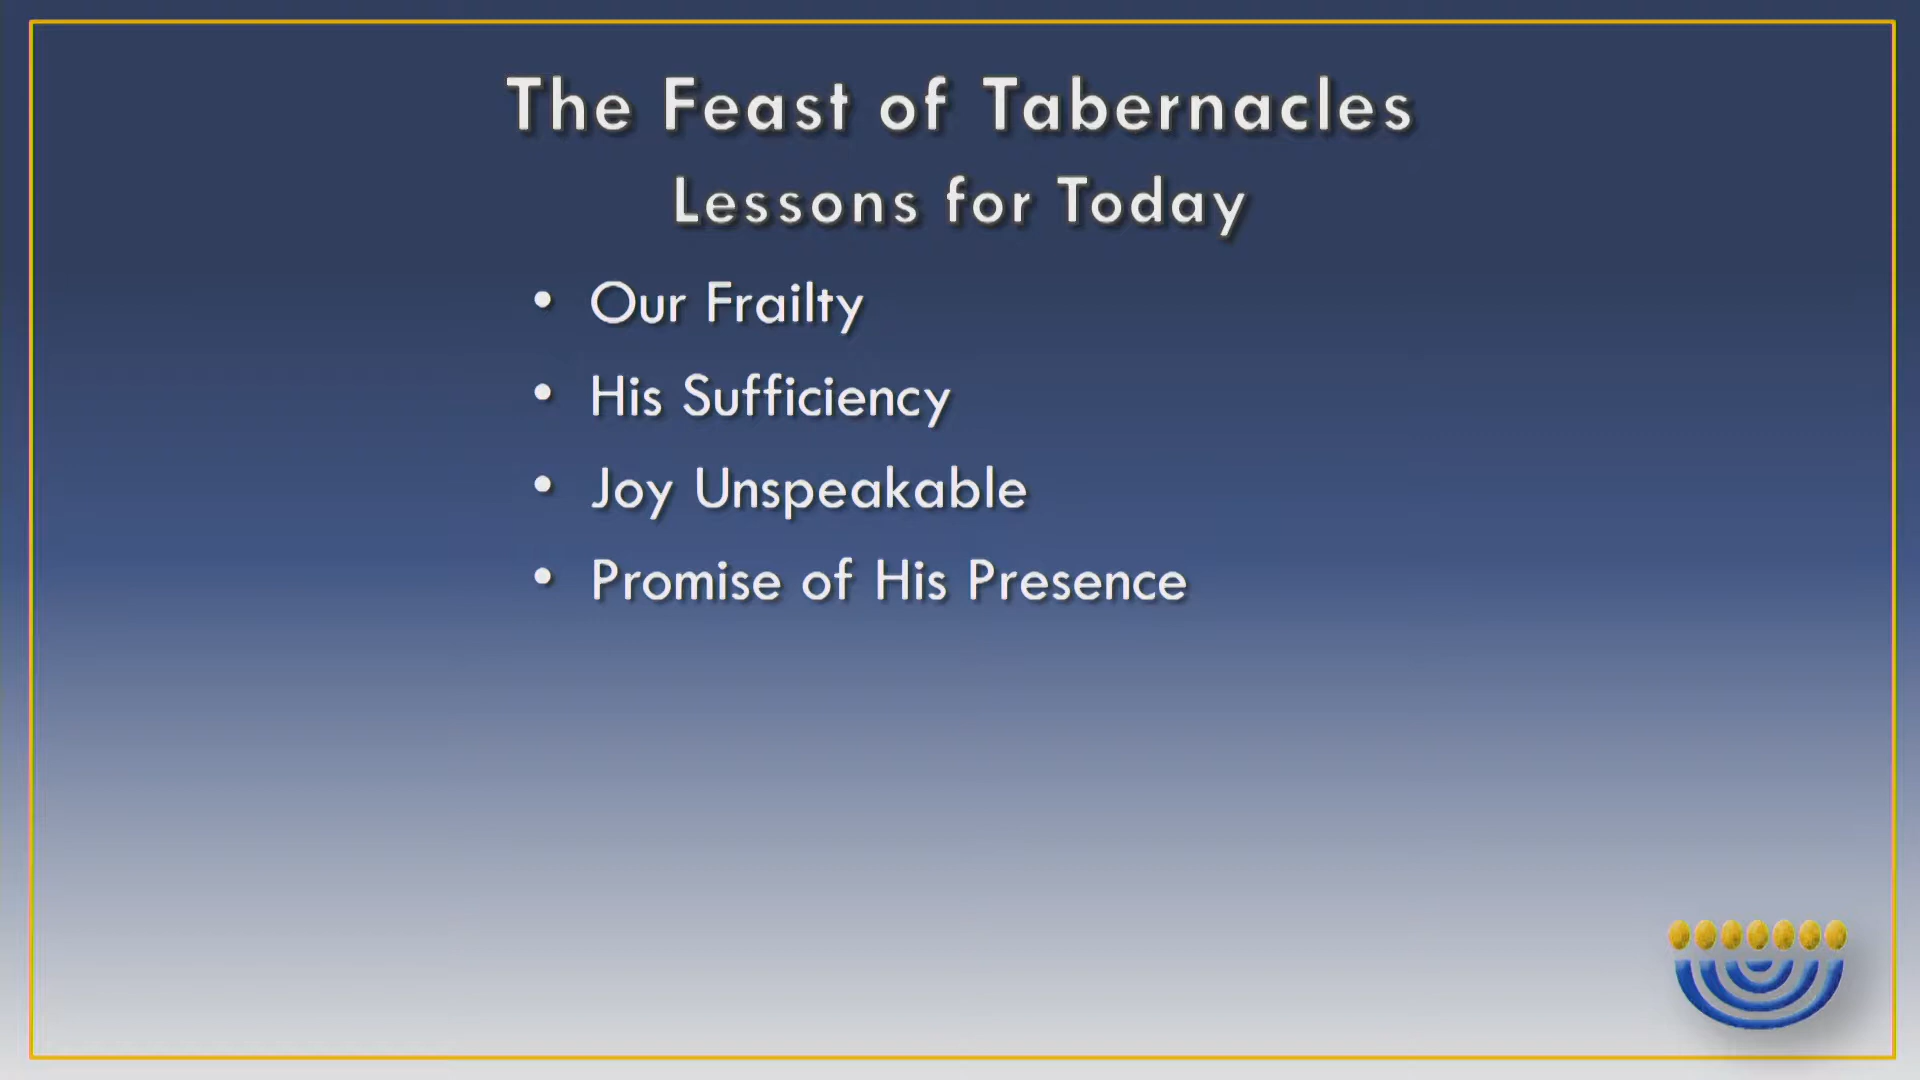 The Feast of Tabernacles
Lessons for Today
• Our Frailty
• His Sufficiency
• Joy Unspeakable
• Promise of His Presence